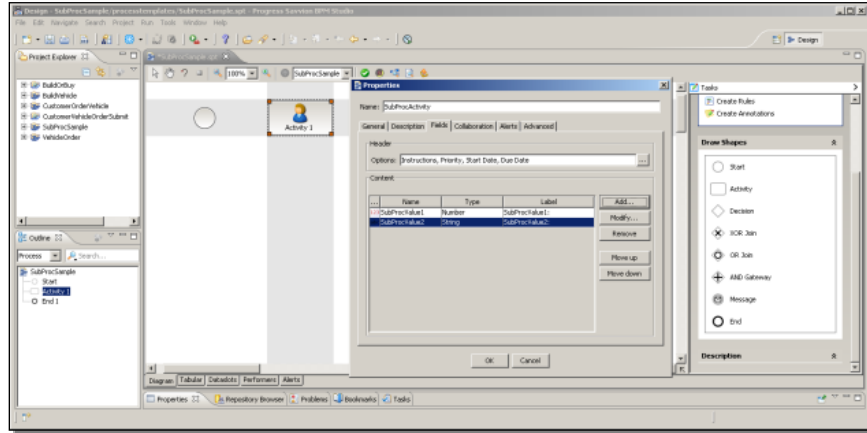 Design - SubProcSample/processtemplates/SubProcSample.spt - Progress Savvion BPM Studio
File Edit Navigate Search Project Run Tools Window Help
Design
Project Explorer
BuildOrBuy
BuildVehicle
CustomerOrderVehicle
CustomerVehicleOrderSubmit
SubProcSample
VehicleOrder
*SubProcSample.spt
100%
SubProcSample
Activity 1
Properties
Name: SubProcActivity
General Description Fields Collaboration Alerts Advanced
Header
Options: Instructions, Priority, Start Date, Due Date ...
Content
... Name Type Label
SubProcValue1 Number SubProcValue1:
SubProcValue2 String SubProcValue2:
Add...
Modify...
Remove
Move up
Move down
OK Cancel
Tasks
Create Rules
Create Annotations
Draw Shapes
Start
Activity
Decision
XOR Join
OR Join
AND Gateway
Message
End
Description
Outline
Process Search...
SubProcSample
Start
Activity 1
End 1
Diagram Tabular Dataslots Performers Alerts
Properties Repository Browser Problems Bookmarks Tasks